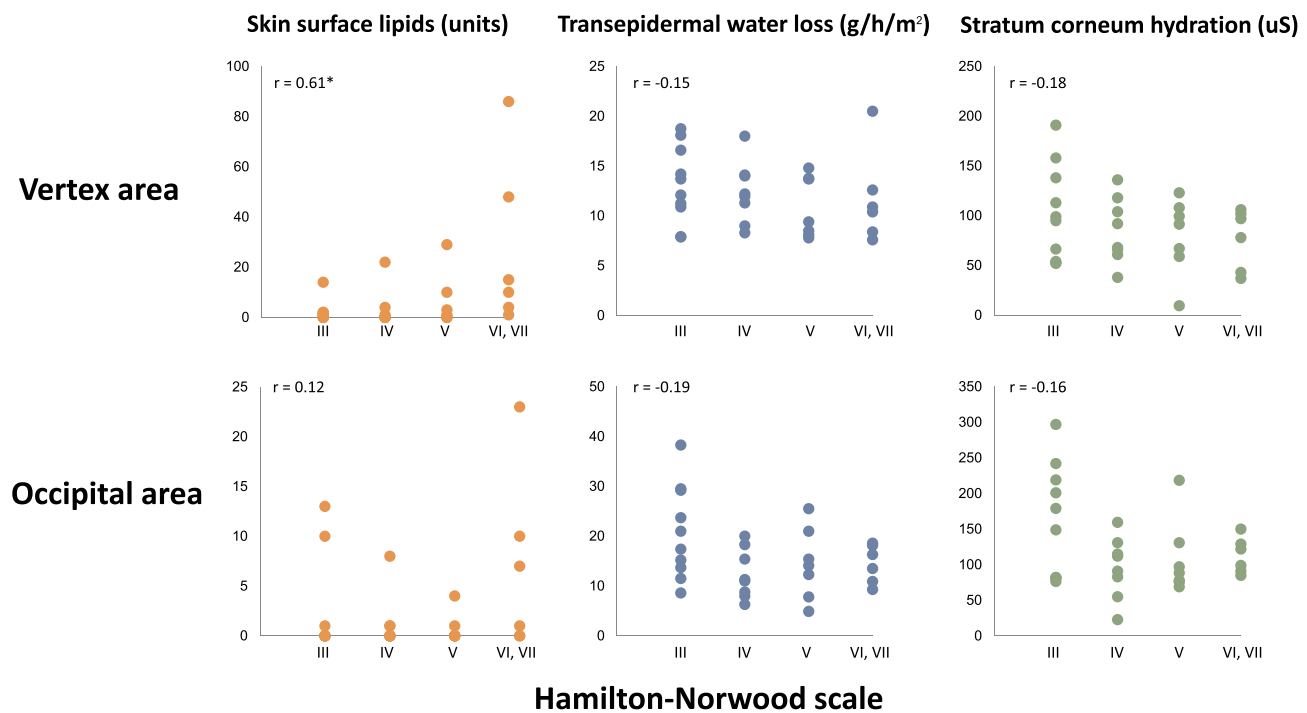 Skin surface lipids (units)
Transepidermal water loss (g/h/m²)
Stratum corneum hydration (uS)
Vertex area
r = 0.61*
100
80
60
40
20
0
III
IV
V
VI, VII
r = -0.15
25
20
15
10
5
0
III
IV
V
VI, VII
r = -0.18
250
200
150
100
50
0
III
IV
V
VI, VII
Occipital area
r = 0.12
25
20
15
10
5
0
III
IV
V
VI, VII
r = -0.19
50
40
30
20
10
0
III
IV
V
VI, VII
r = -0.16
350
300
250
200
150
100
50
0
III
IV
V
VI, VII
Hamilton-Norwood scale